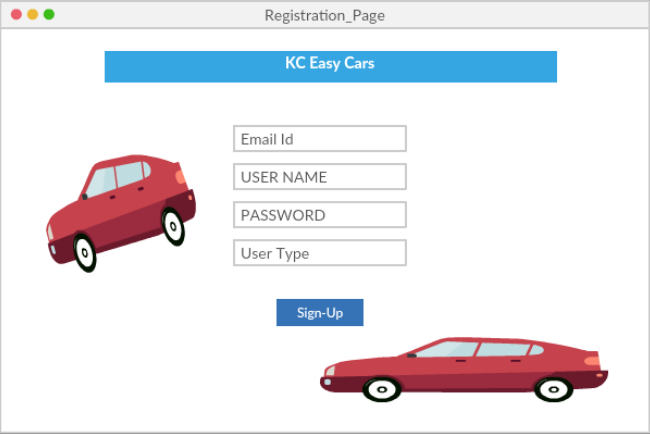 Registration_Page
KC Easy Cars
Email Id
USER NAME
PASSWORD
User Type
Sign-Up